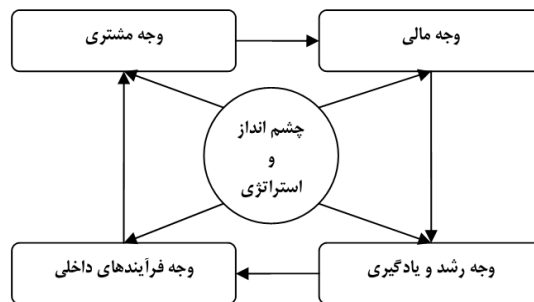 وجه مشتری
وجه مالی
چشم انداز
و
استراتژی
وجه فرآیندهای داخلی
وجه رشد و یادگیری